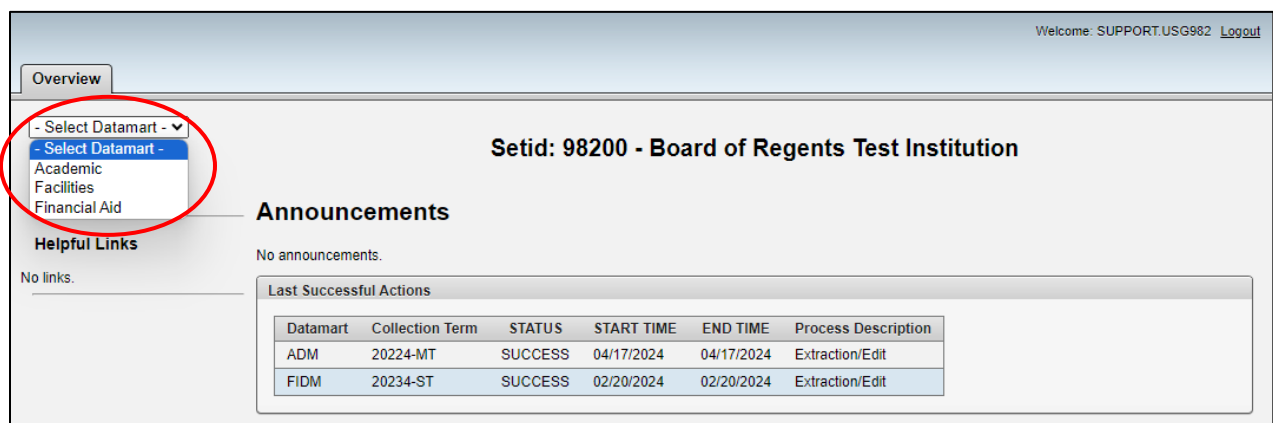 Welcome: SUPPORT.USG982 Logout
Overview
- Select Datamart -
- Select Datamart -
Academic
Facilities
Financial Aid
Setid: 98200 - Board of Regents Test Institution
Helpful Links
No links.
Announcements
No announcements.
Last Successful Actions
Datamart Collection Term STATUS START TIME END TIME Process Description
ADM 20224-MT SUCCESS 04/17/2024 04/17/2024 Extraction/Edit
FIDM 20234-ST SUCCESS 02/20/2024 02/20/2024 Extraction/Edit